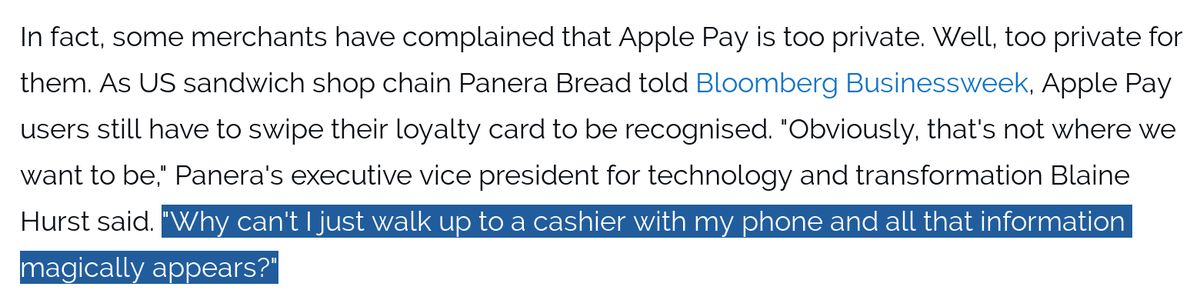 In fact, some merchants have complained that Apple Pay is too private. Well, too private for
them. As US sandwich shop chain Panera Bread told Bloomberg Businessweek, Apple Pay
users still have to swipe their loyalty card to be recognised. "Obviously, that's not where we
want to be," Panera's executive vice president for technology and transformation Blaine
Hurst said. "Why can't I just walk up to a cashier with my phone and all that information
magically appears?"